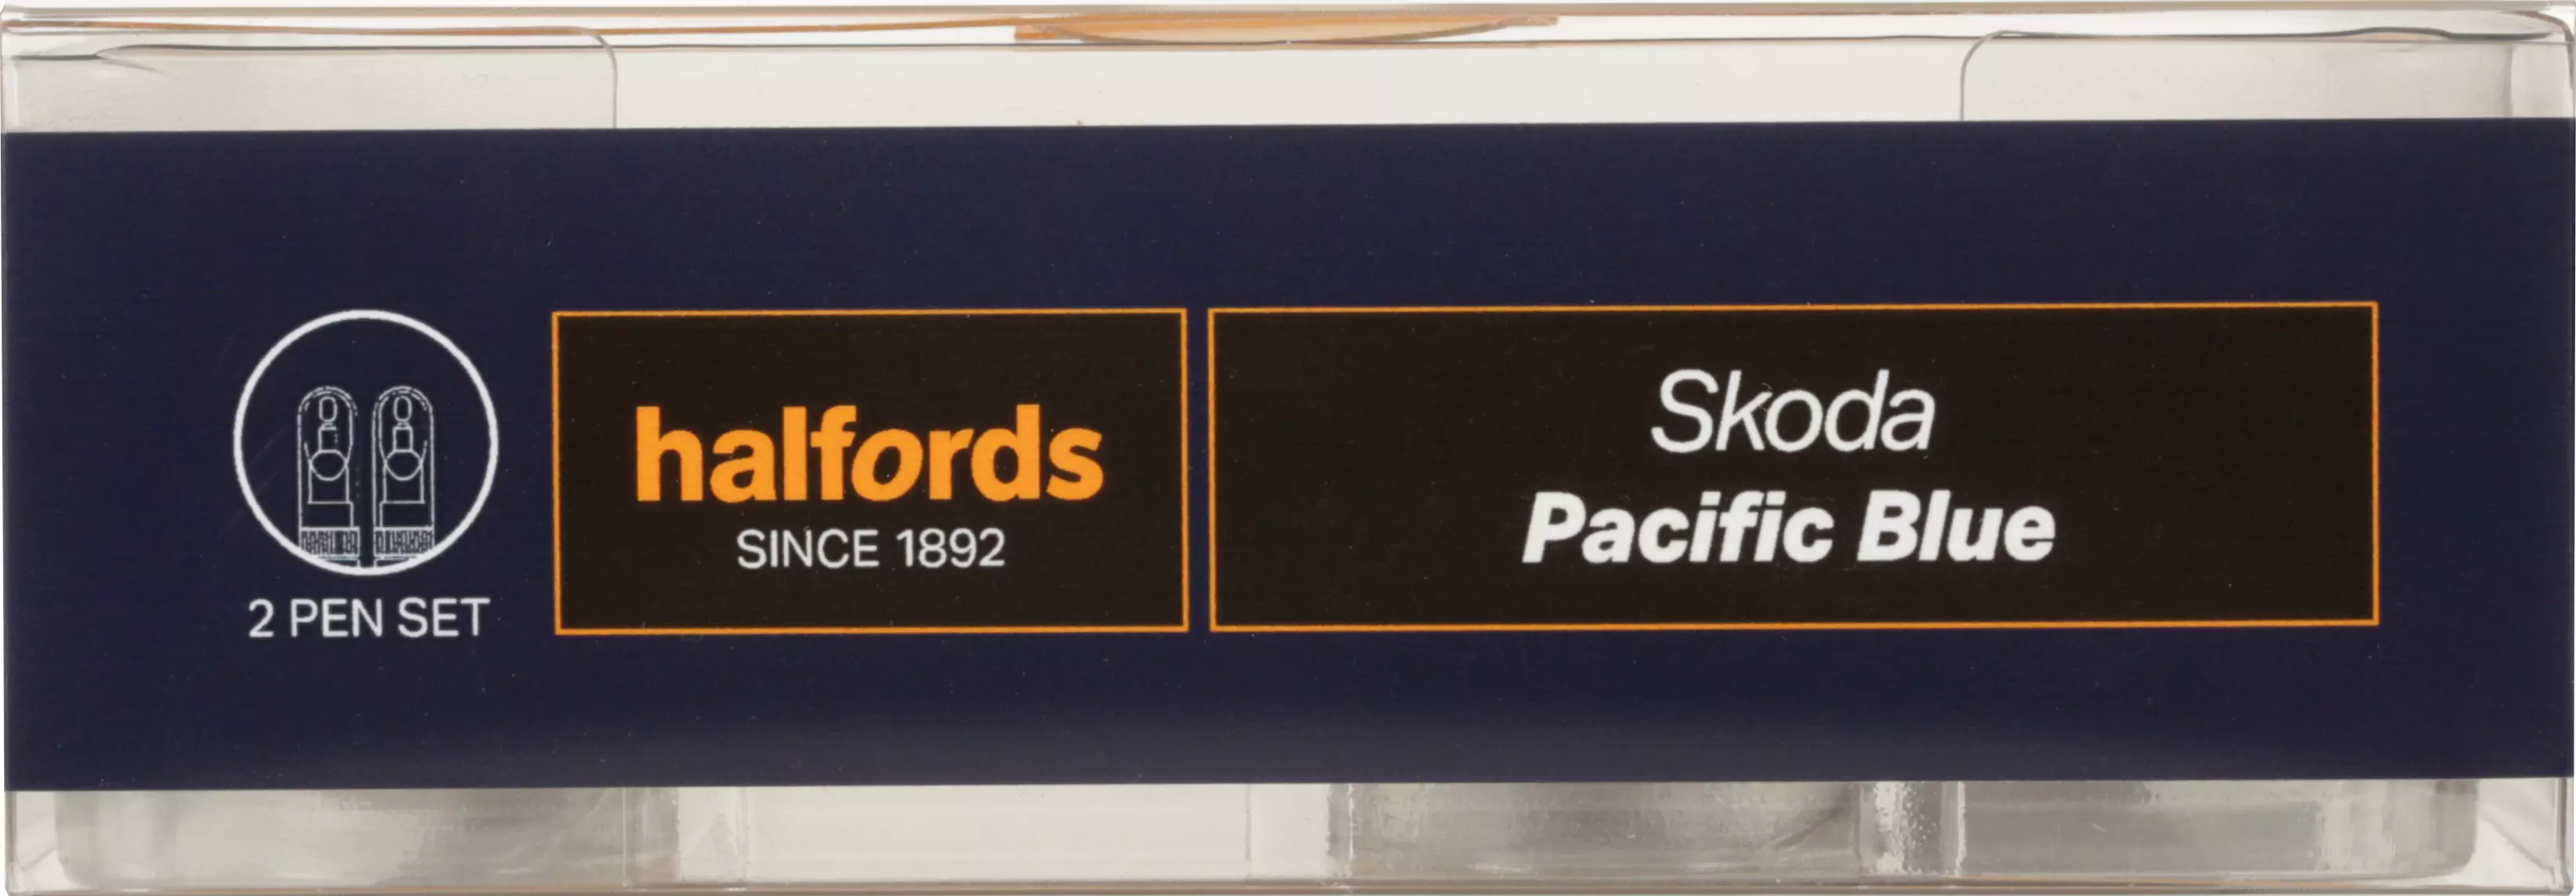 2 PEN SET
halfords
SINCE 1892
Skoda
Pacific Blue